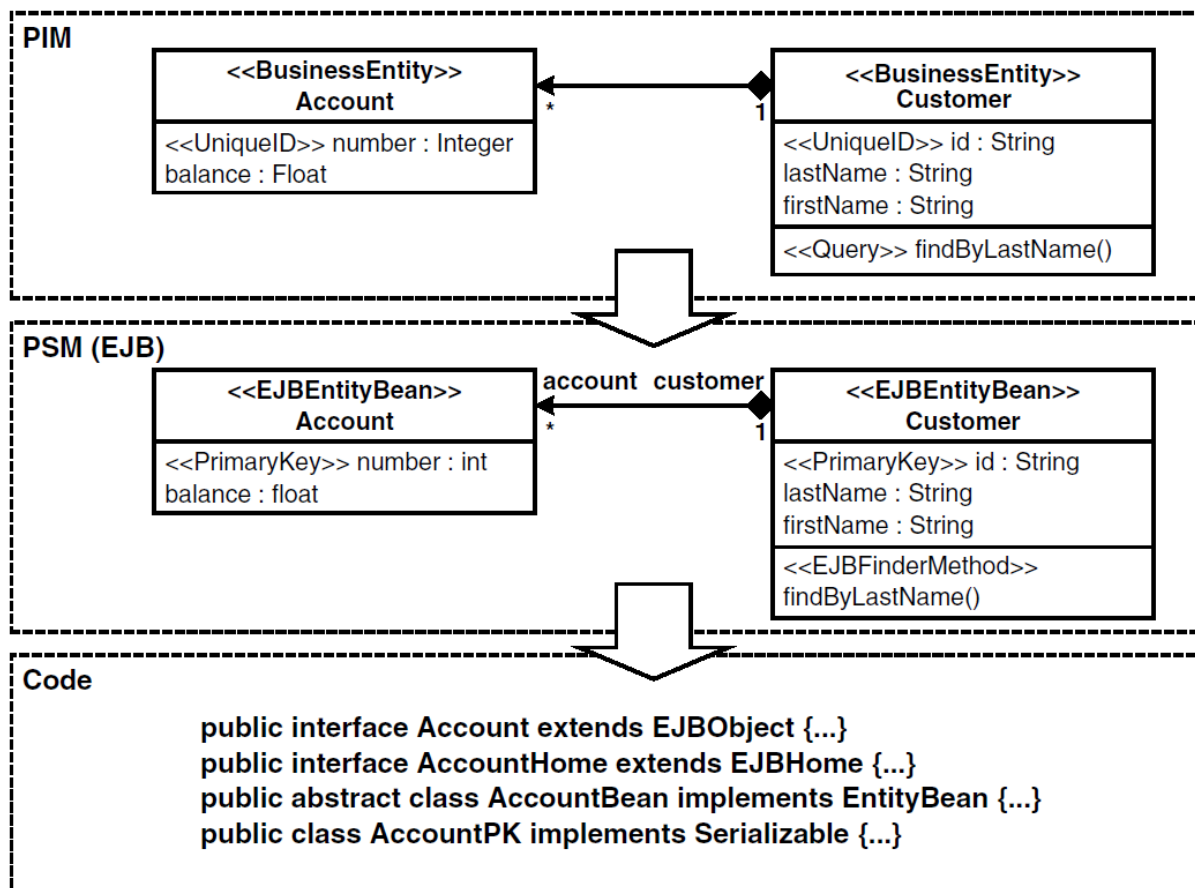 PIM
<<BusinessEntity>>
Account
<<UniqueID>> number : Integer
balance : Float
*
1
<<BusinessEntity>>
Customer
<<UniqueID>> id : String
lastName : String
firstName : String
<<Query>> findByLastName()
PSM (EJB)
<<EJBEntityBean>>
Account
<<PrimaryKey>> number : int
balance : float
account customer
*
1
<<EJBEntityBean>>
Customer
<<PrimaryKey>> id : String
lastName : String
firstName : String
<<EJBFinderMethod>>
findByLastName()
Code
public interface Account extends EJBObject {...}
public interface AccountHome extends EJBHome {...}
public abstract class AccountBean implements EntityBean {...}
public class AccountPK implements Serializable {...}